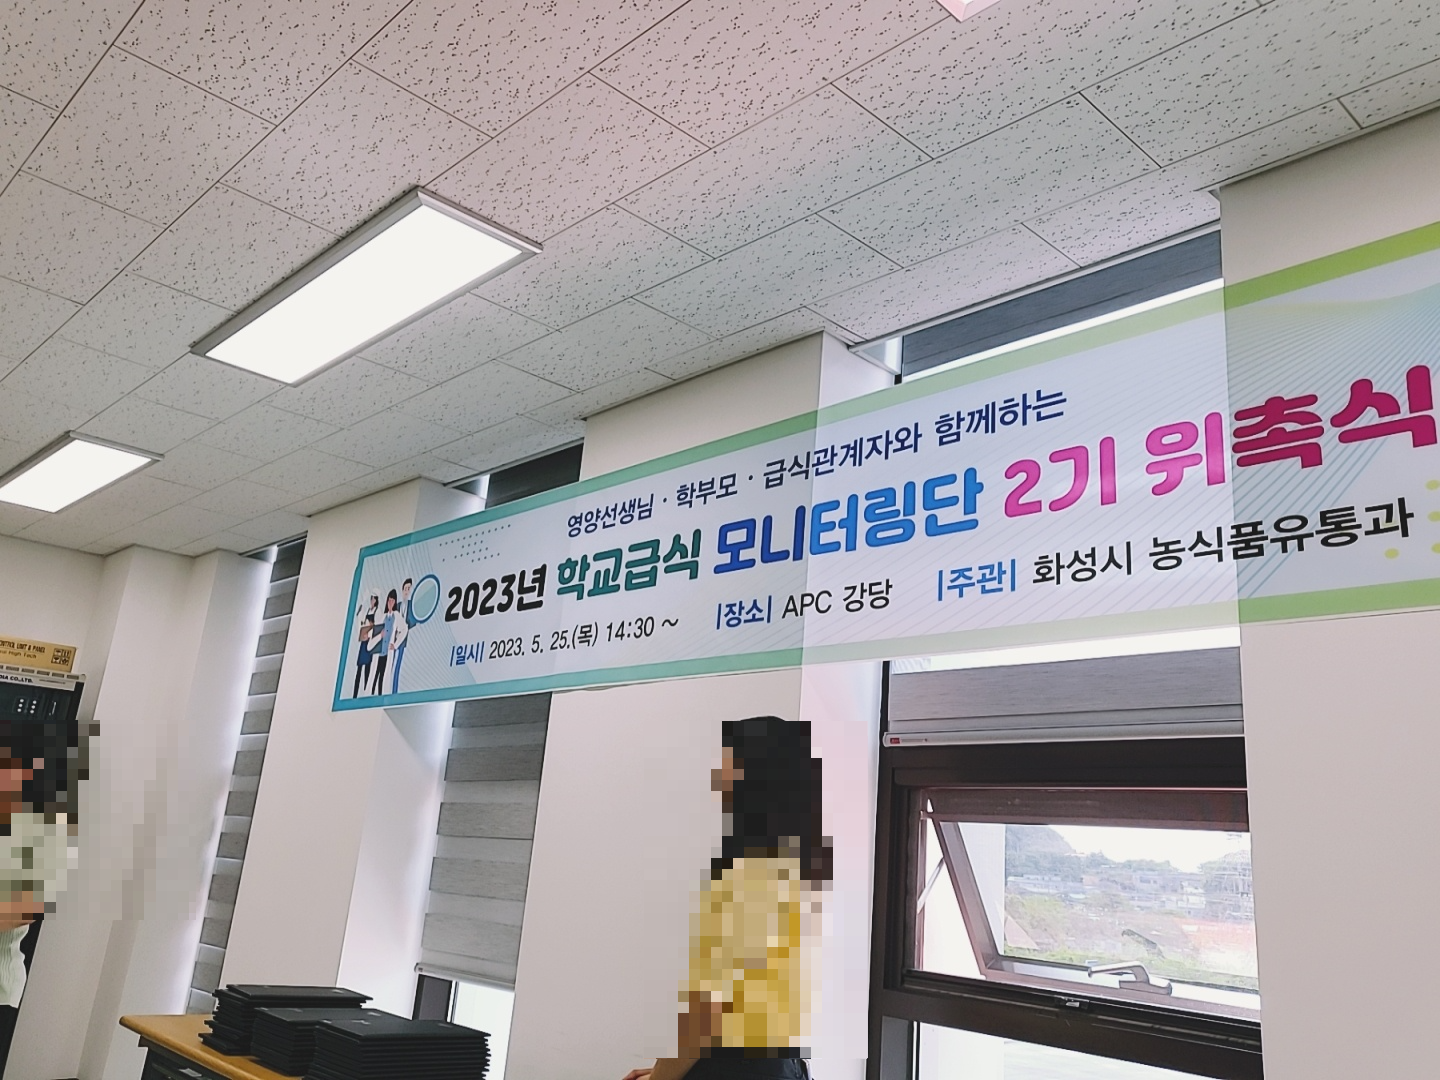 영양선생님 · 학부모 · 급식관계자와 함께하는
2023년 학교급식 모니터링단 2기 위촉식
|일시| 2023. 5. 25.(목) 14:30 ~ |장소| APC 강당 |주관| 화성시 농식품유통과